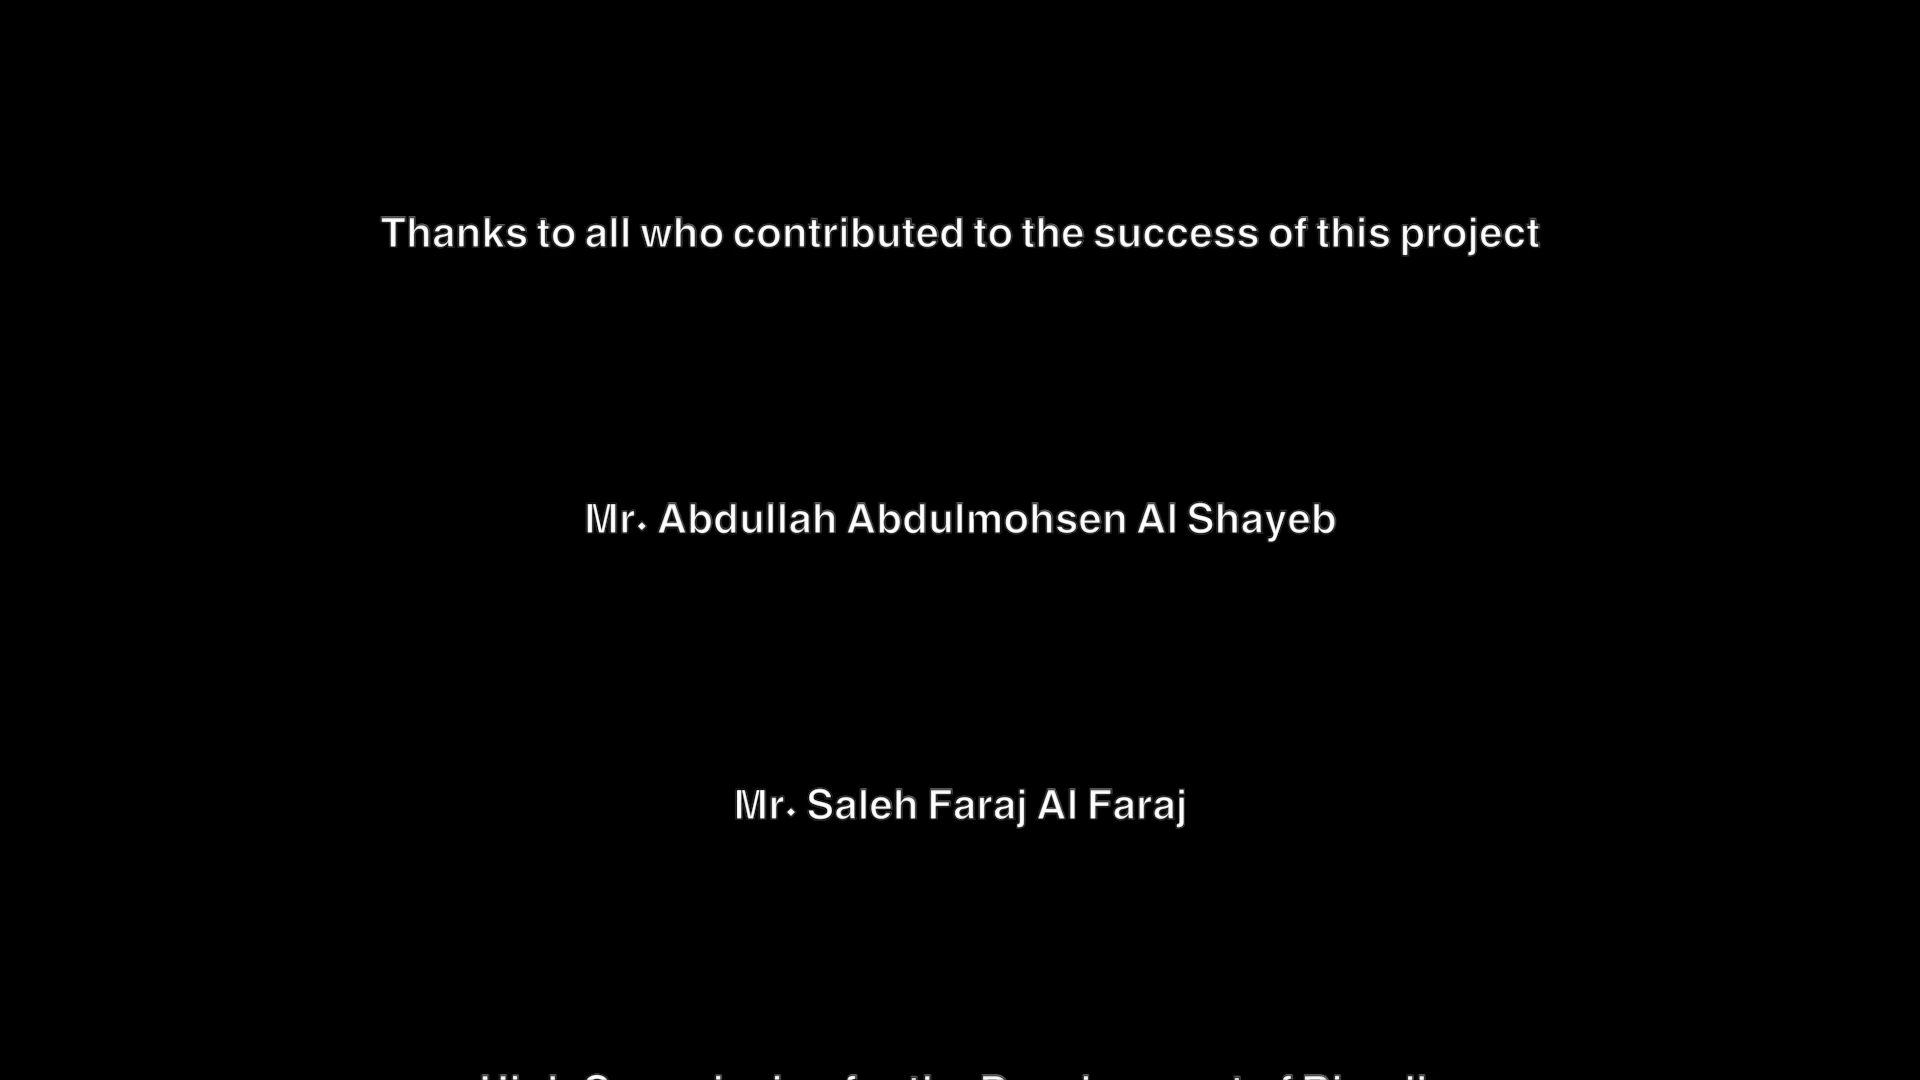 Thanks to all who contributed to the success of this project
Mr. Abdullah Abdulmohsen Al Shayeb
Mr. Saleh Faraj Al Faraj